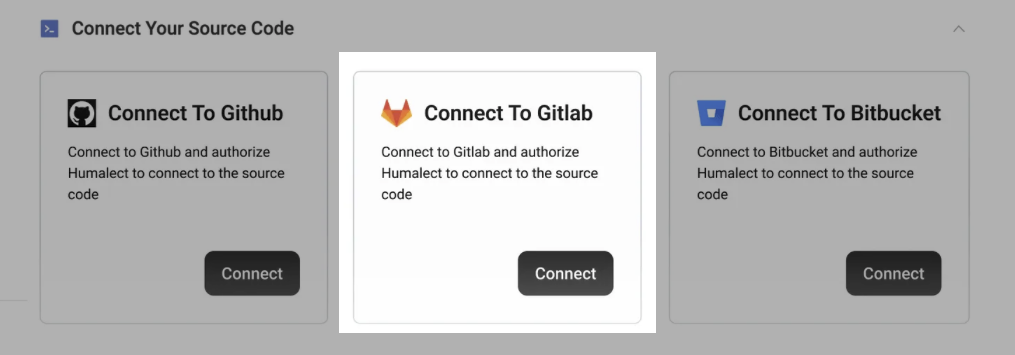 Connect Your Source Code
Connect To Github
Connect to Github and authorize
Humalect to connect to the source
code
Connect
Connect To Gitlab
Connect to Gitlab and authorize
Humalect to connect to the source
code
Connect
Connect To Bitbucket
Connect to Bitbucket and authorize
Humalect to connect to the source
code
Connect